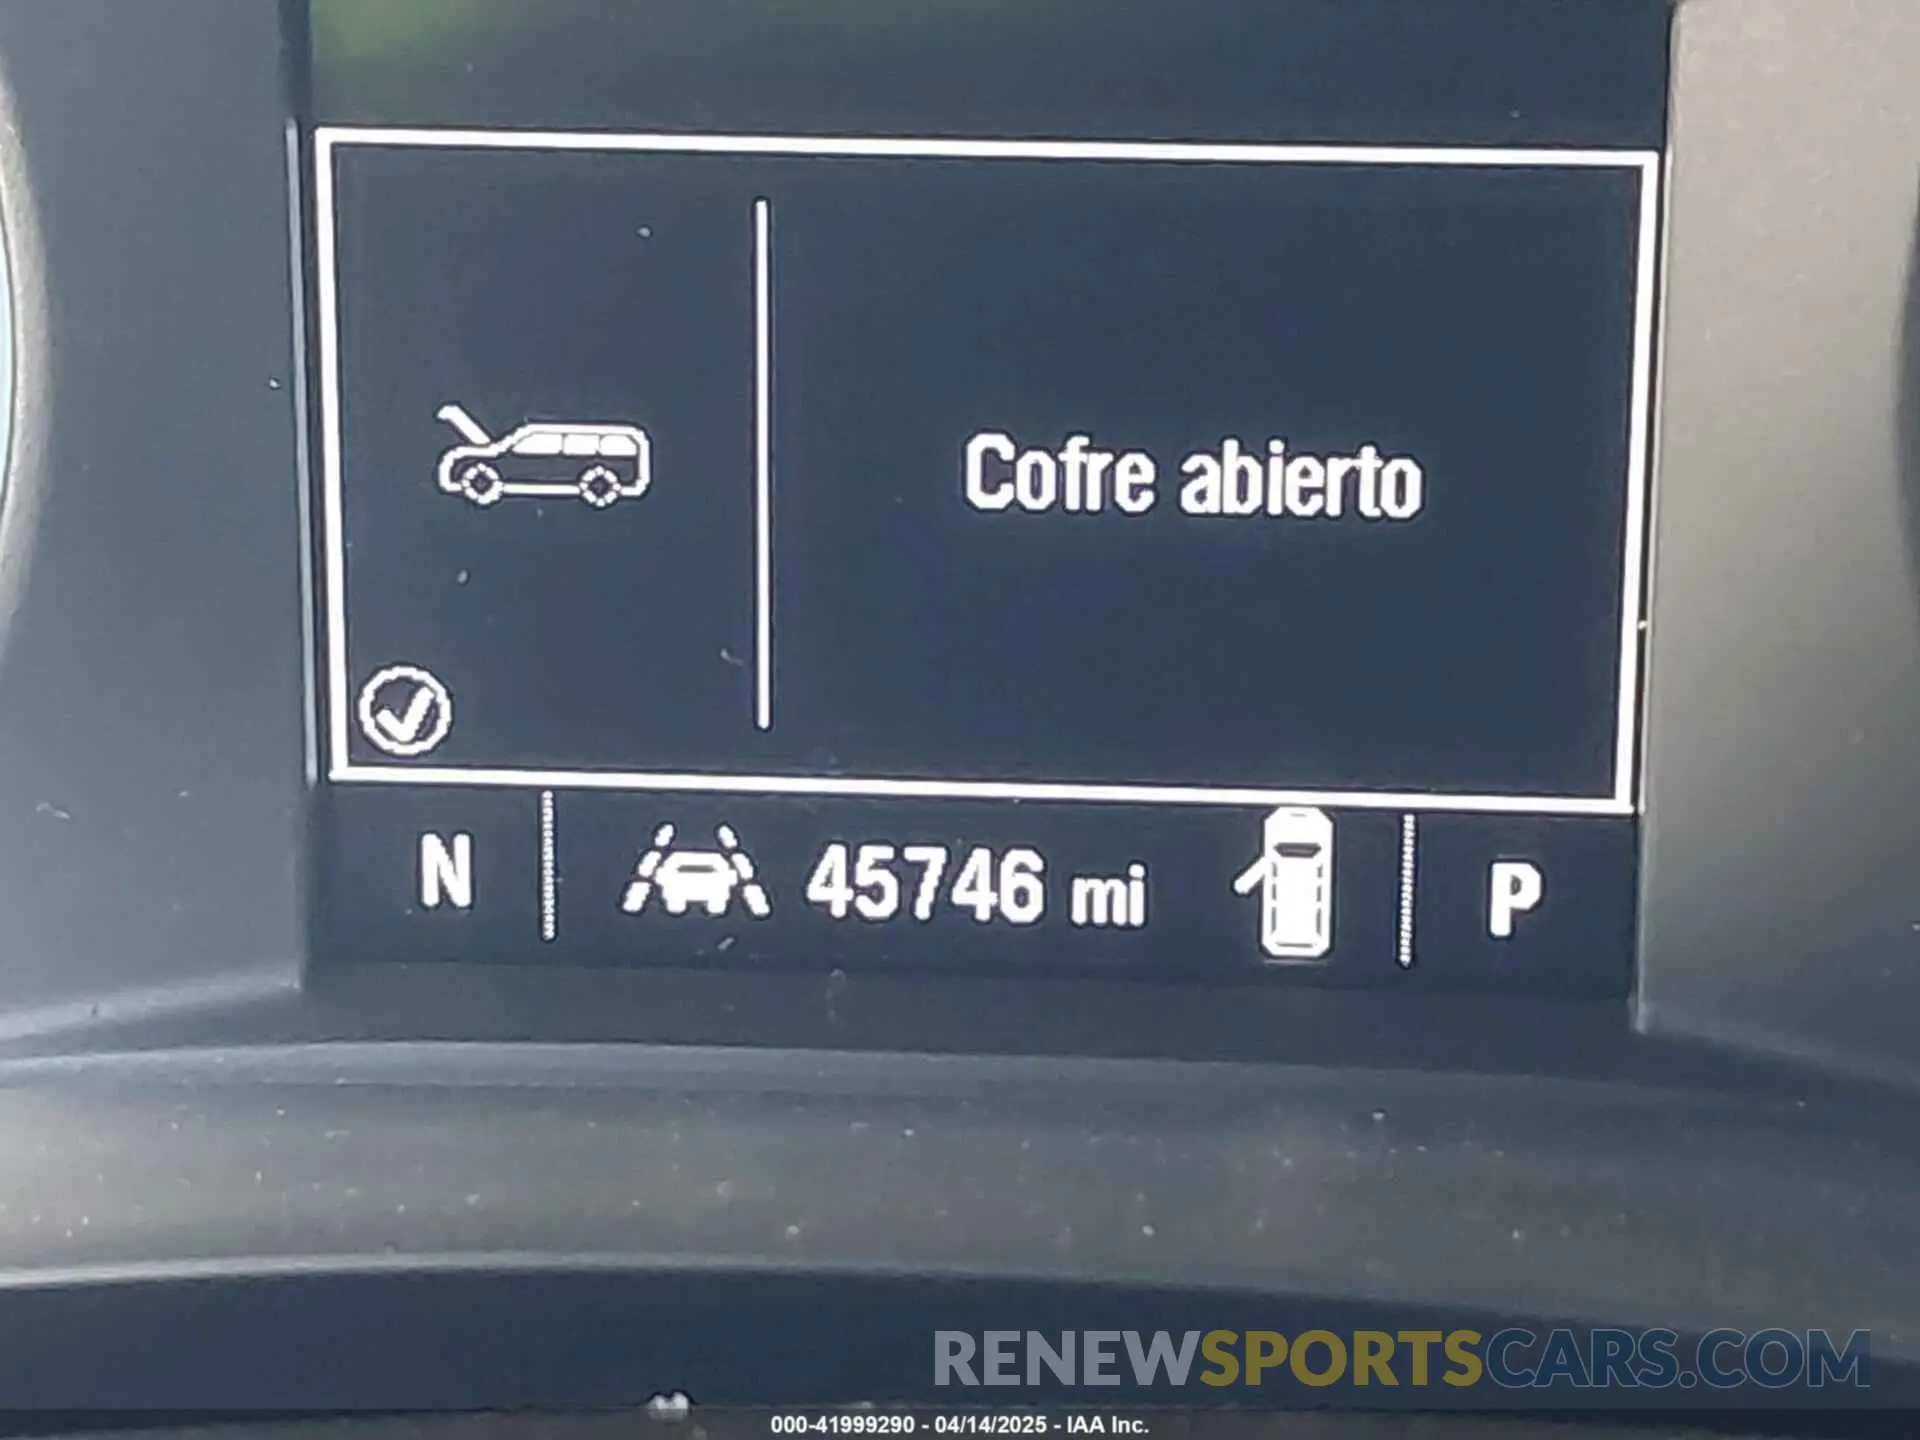 Cofre abierto
N 45746 mi P
RENEWSPORTSCARS.COM
000-41999290 - 04/14/2025 - IAA Inc.